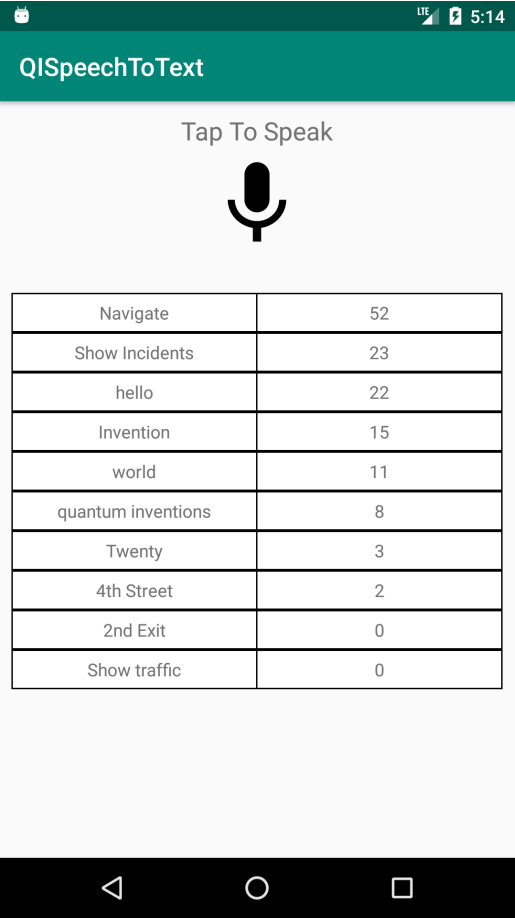 LTE 5:14
QISpeechToText
Tap To Speak
Navigate 52
Show Incidents 23
hello 22
Invention 15
world 11
quantum inventions 8
Twenty 3
4th Street 2
2nd Exit 0
Show traffic 0